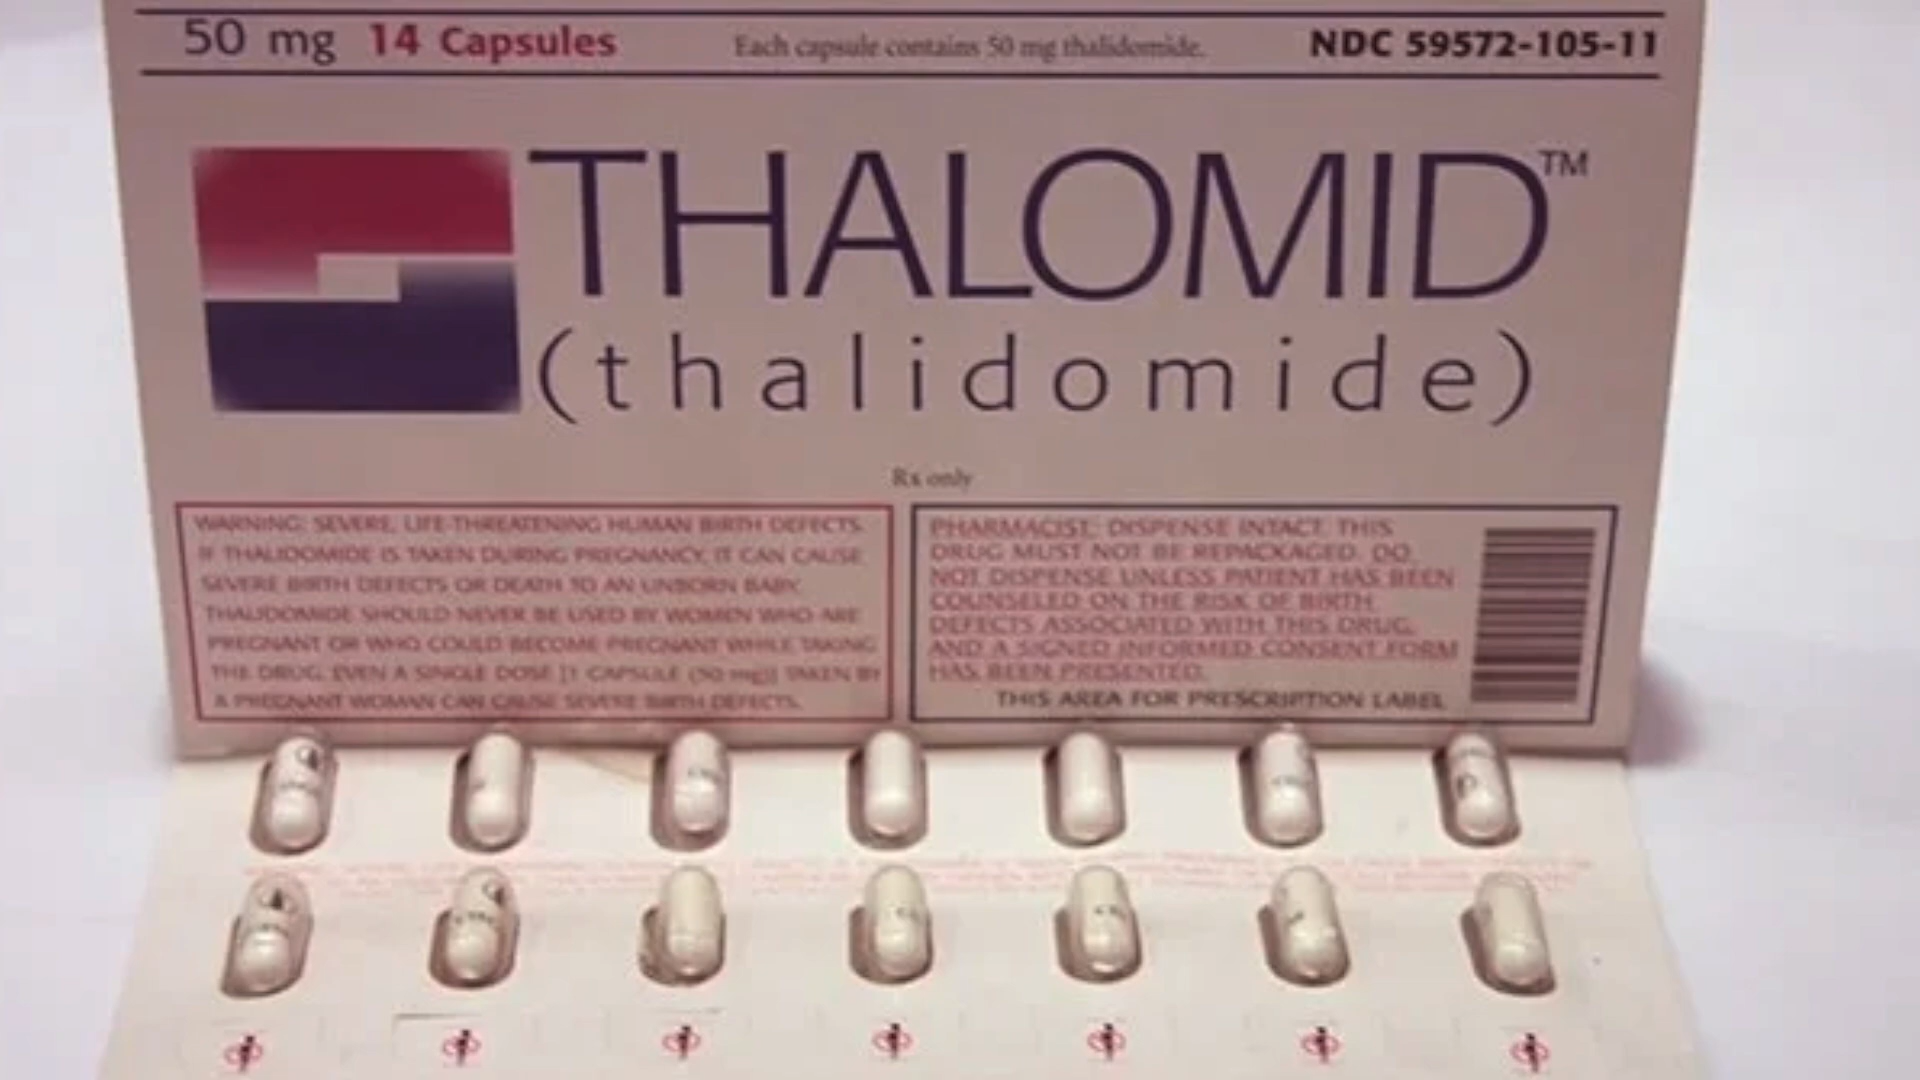 50 mg 14 Capsules Each capsule contains 50 mg thalidomide. NDC 59572-105-11
THALOMID™
(thalidomide)
Rx only
WARNING: SEVERE, LIFE-THREATENING HUMAN BIRTH DEFECTS.
IF THALIDOMIDE IS TAKEN DURING PREGNANCY, IT CAN CAUSE
SEVERE BIRTH DEFECTS OR DEATH TO AN UNBORN BABY.
THALIDOMIDE SHOULD NEVER BE USED BY WOMEN WHO ARE
PREGNANT OR WHO COULD BECOME PREGNANT WHILE TAKING
THE DRUG. EVEN A SINGLE DOSE [1 CAPSULE (50 mg)] TAKEN BY
A PREGNANT WOMAN CAN CAUSE SEVERE BIRTH DEFECTS.
PHARMACIST: DISPENSE INTACT. THIS
DRUG MUST NOT BE REPACKAGED. DO
NOT DISPENSE UNLESS PATIENT HAS BEEN
COUNSELED ON THE RISK OF BIRTH
DEFECTS ASSOCIATED WITH THIS DRUG,
AND A SIGNED INFORMED CONSENT FORM
HAS BEEN PRESENTED.
THIS AREA FOR PRESCRIPTION LABEL